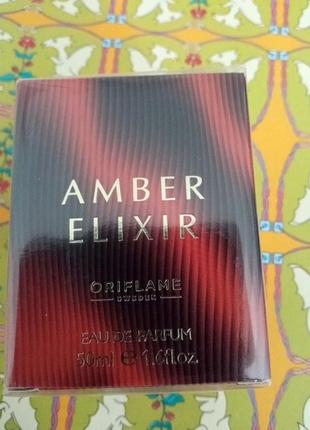 AMBER
ELIXIR
ORIFLAME
SWEDEN
EAU DE PARFUM
50ml ℮ 1.6fl.oz.